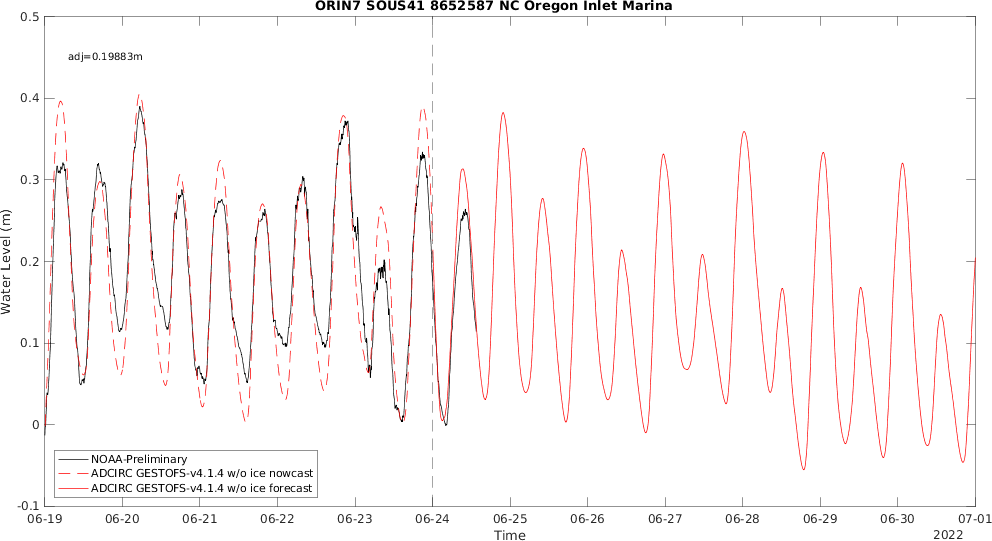 ORIN7 SOUS41 8652587 NC Oregon Inlet Marina
adj=0.19883m
0.5
0.4
0.3
0.2
0.1
0
-0.1
Water Level (m)
NOAA-Preliminary
ADCIRC GESTOFS-v4.1.4 w/o ice nowcast
ADCIRC GESTOFS-v4.1.4 w/o ice forecast
06-19 06-20 06-21 06-22 06-23 06-24 06-25 06-26 06-27 06-28 06-29 06-30 07-01
Time
2022